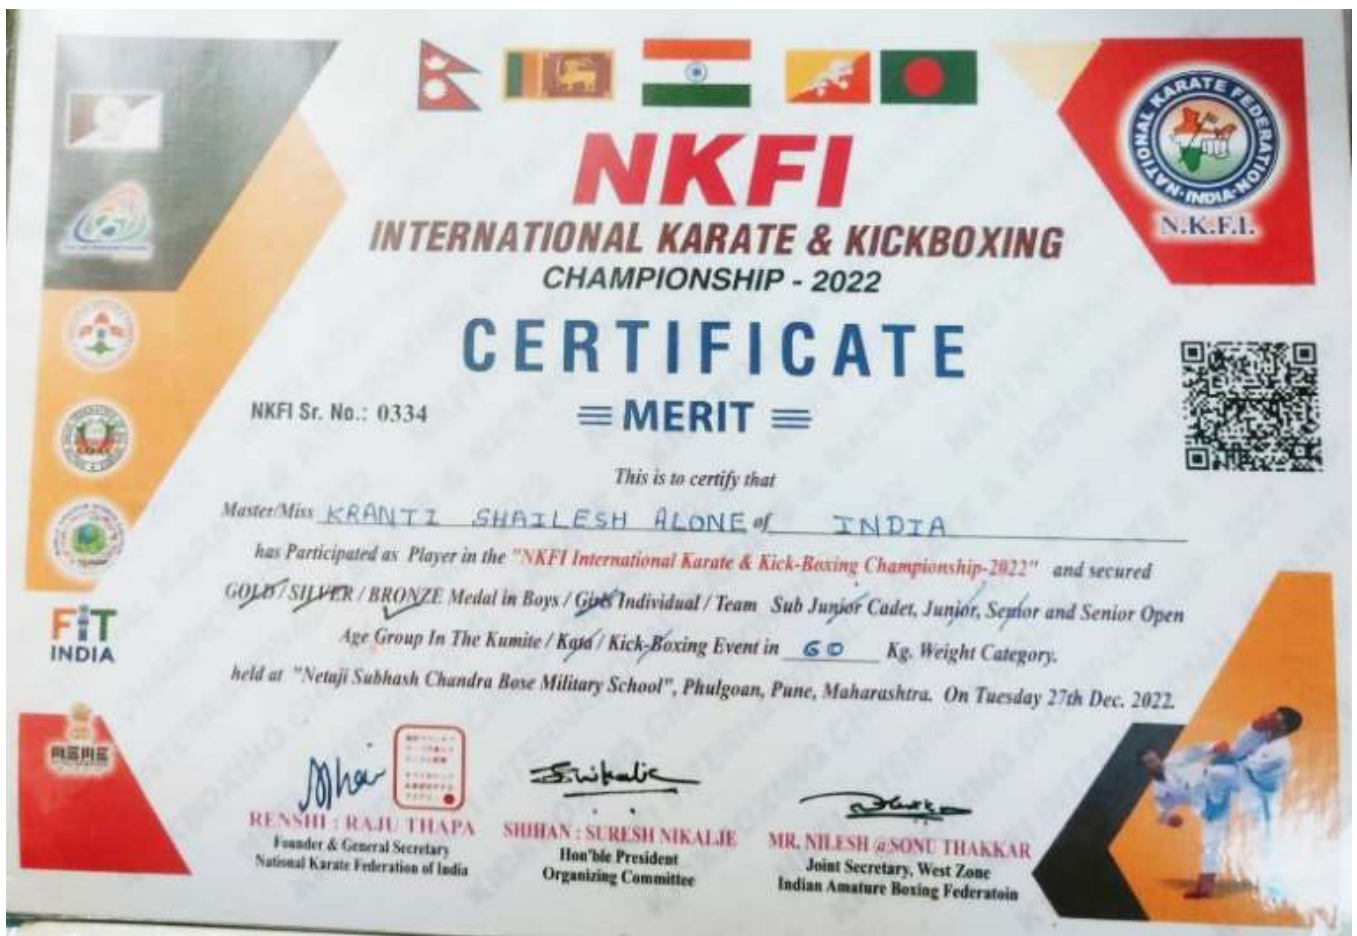 NATIONAL KARATE FEDERATION
INDIA
N.K.F.I.
NKFI
INTERNATIONAL KARATE & KICKBOXING
CHAMPIONSHIP - 2022
CERTIFICATE
NKFI Sr. No.: 0334
MERIT
This is to certify that
Master/Miss KRANTI SHAILESH ALONE of INDIA
has Participated as Player in the "NKFI International Karate & Kick-Boxing Championship-2022" and secured
GOLD / SILVER / BRONZE Medal in Boys / Girls Individual / Team Sub Junior Cadet, Junior, Senior and Senior Open
Age Group In The Kumite / Kata / Kick-Boxing Event in 60 Kg. Weight Category.
held at "Netaji Subhash Chandra Bose Military School", Phulgoan, Pune, Maharashtra. On Tuesday 27th Dec. 2022.
FIT
INDIA
MSME
RENSHI : RAJU THAPA
Founder & General Secretary
National Karate Federation of India
SHIHAN : SURESH NIKALJE
Hon'ble President
Organizing Committee
MR. NILESH @SONU THAKKAR
Joint Secretary, West Zone
Indian Amature Boxing Federatoin